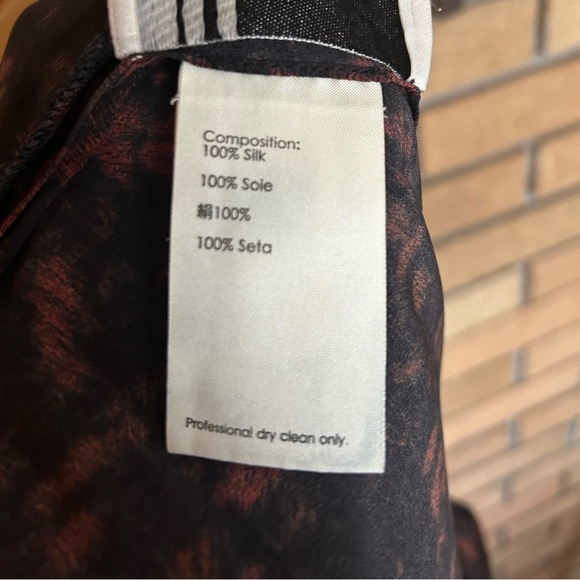 Composition:
100% Silk
100% Soie
絹100%
100% Seta
Professional dry clean only.